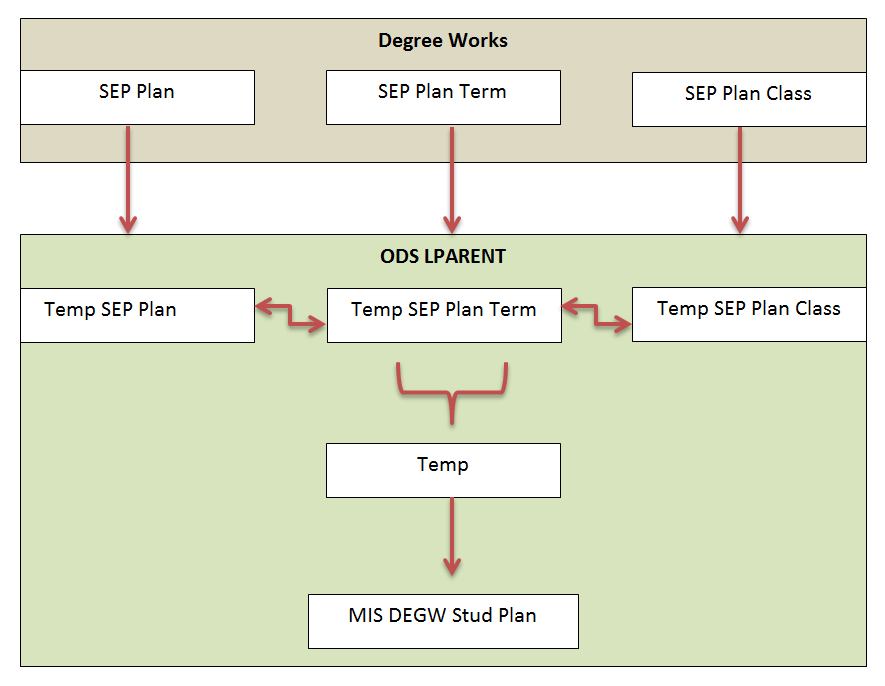 Degree Works
SEP Plan
SEP Plan Term
SEP Plan Class
ODS LPARENT
Temp SEP Plan
Temp SEP Plan Term
Temp SEP Plan Class
Temp
MIS DEGW Stud Plan